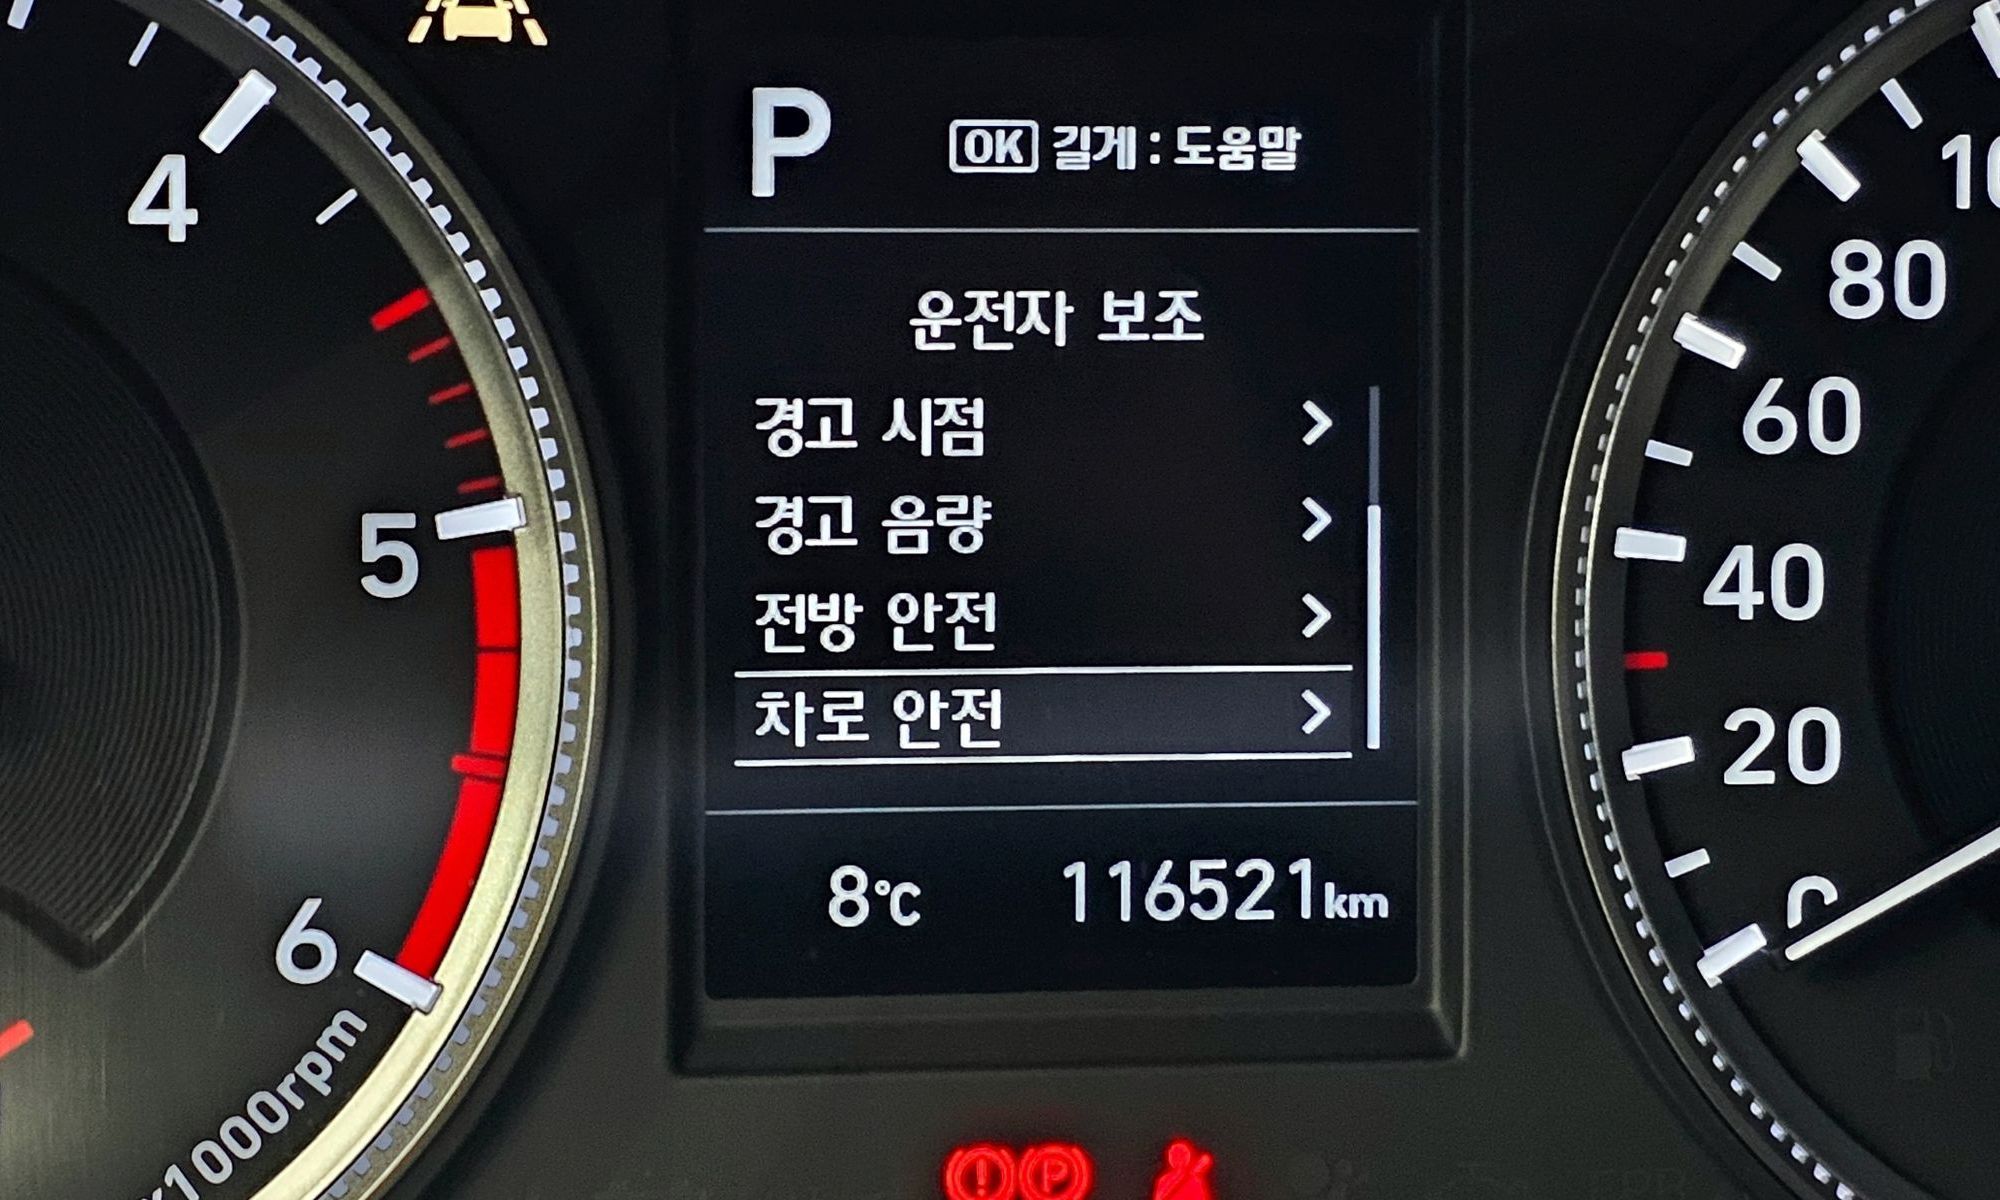 P
OK 길게 : 도움말
운전자 보조
경고 시점 >
경고 음량 >
전방 안전 >
차로 안전 >
8°C 116521km
4
5
6
x1000rpm
80
60
40
20
0
P